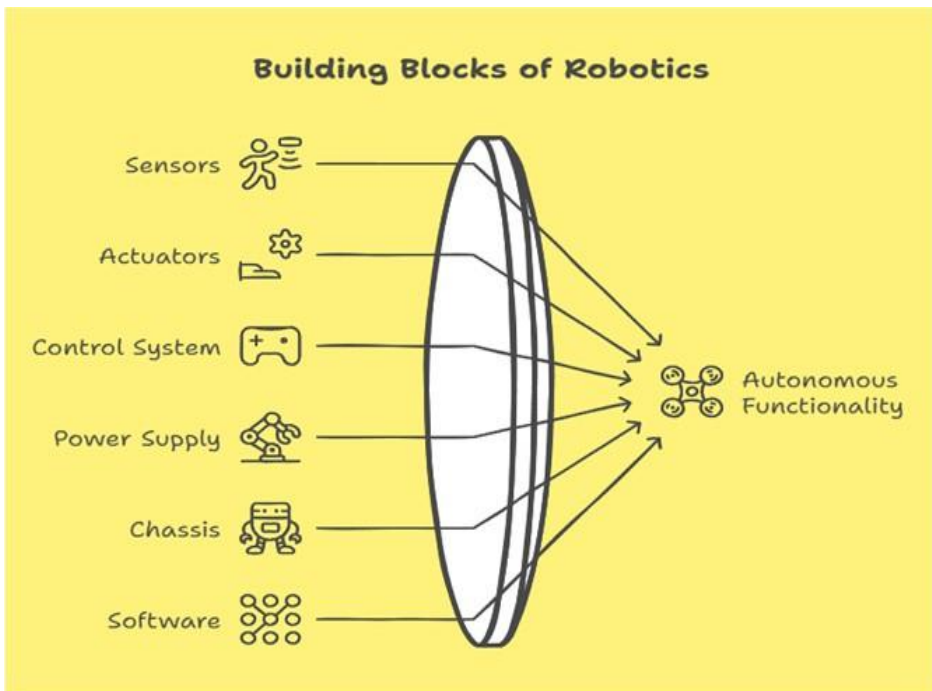 Building Blocks of Robotics
Sensors
Actuators
Control System
Power Supply
Chassis
Software
Autonomous
Functionality